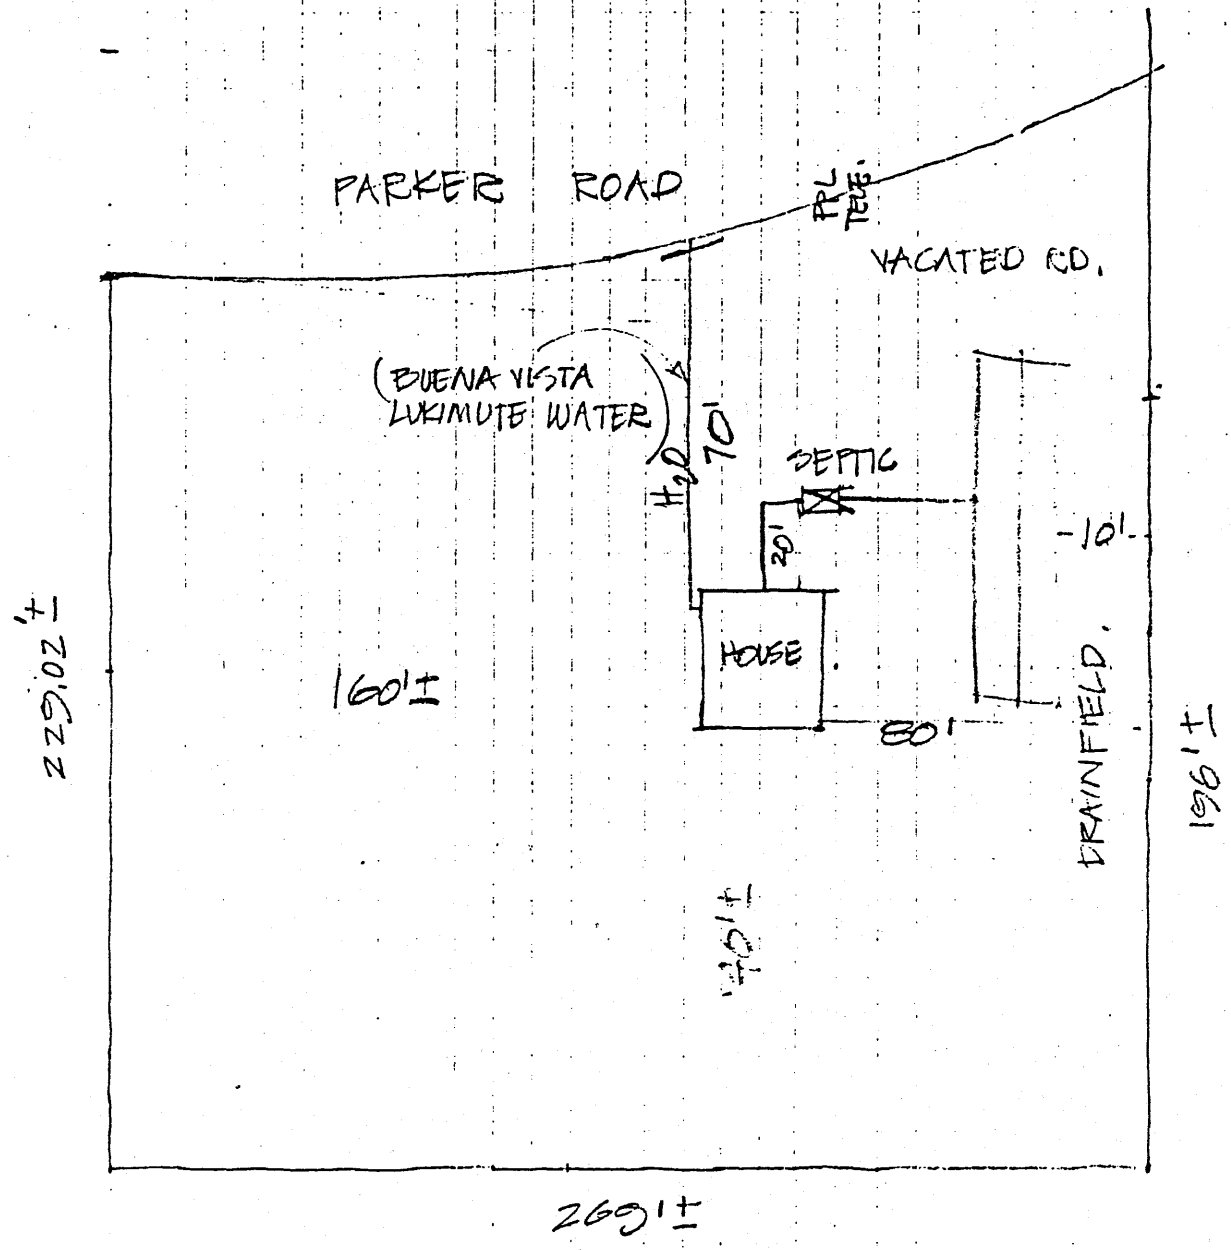 PARKER ROAD
PPL
TELE.
VACATED RD.
(BUENA VISTA
LUKIMUTE WATER)
H2O
70'
SEPTIC
20'
-10'-
HOUSE
229.02'±
160'±
80'
DRAINFIELD.
196'±
269'±